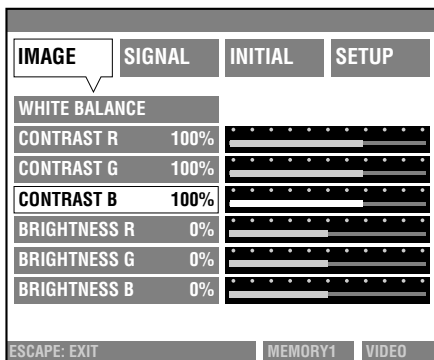 IMAGE SIGNAL INITIAL SETUP
WHITE BALANCE
CONTRAST R 100%
CONTRAST G 100%
CONTRAST B 100%
BRIGHTNESS R 0%
BRIGHTNESS G 0%
BRIGHTNESS B 0%
ESCAPE: EXIT MEMORY1 VIDEO